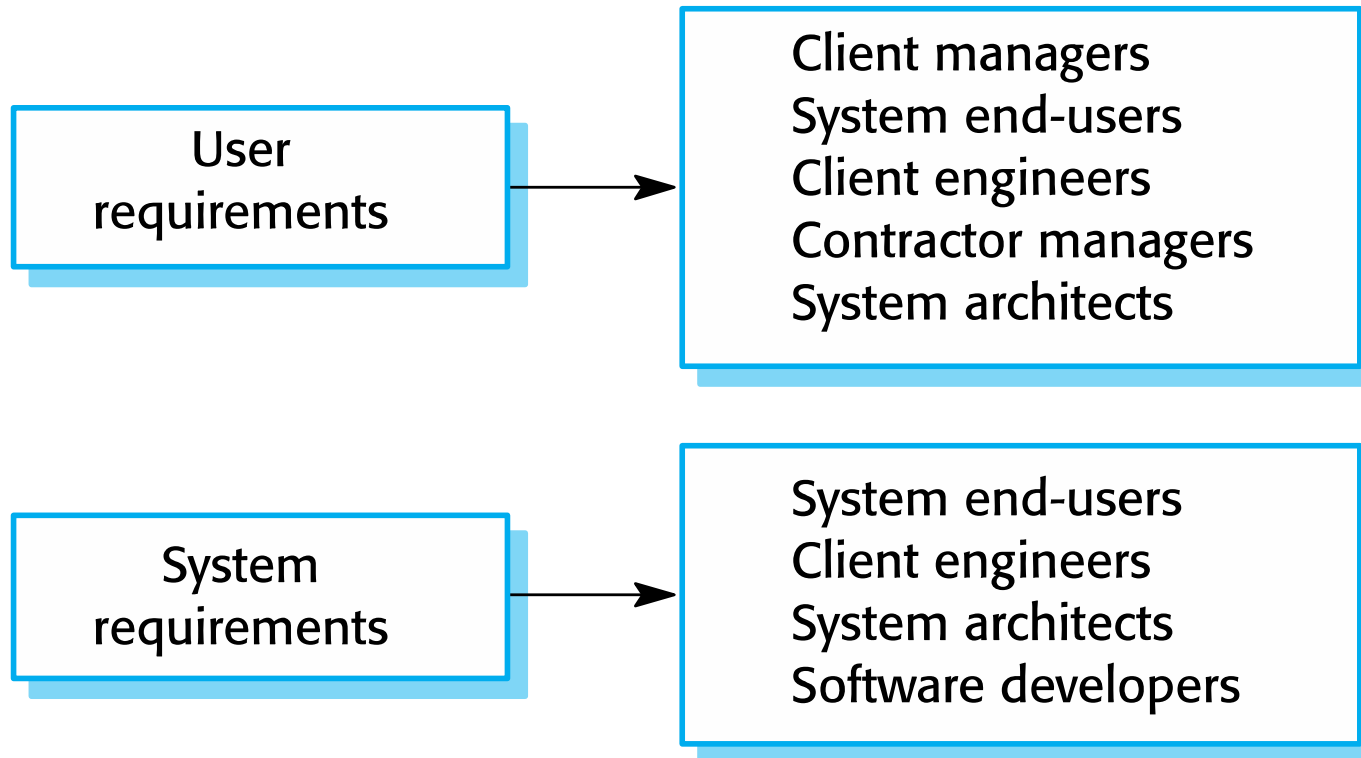 User
requirements
Client managers
System end-users
Client engineers
Contractor managers
System architects
System
requirements
System end-users
Client engineers
System architects
Software developers